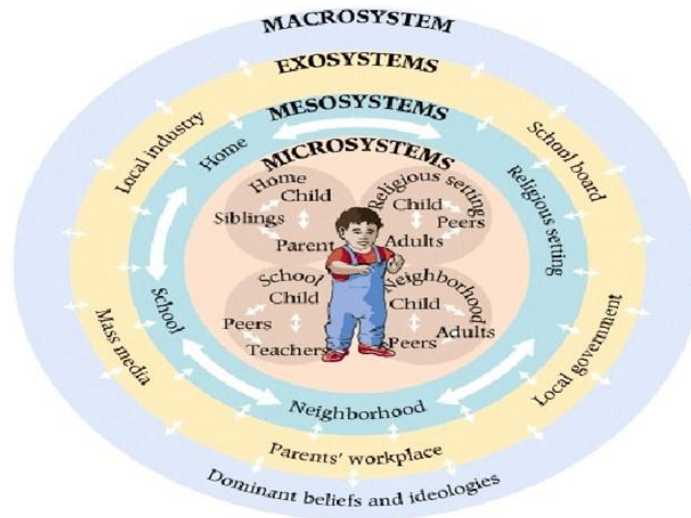 MACROSYSTEM
EXOSYSTEMS
MESOSYSTEMS
MICROSYSTEMS
Local industry
Home
School board
Religious setting
Home
Child
Siblings
Parent
Religious setting
Child
Peers
Adults
School
Child
Peers
Teachers
Neighborhood
Child
Adults
Peers
School
Mass media
Local government
Neighborhood
Parents' workplace
Dominant beliefs and ideologies